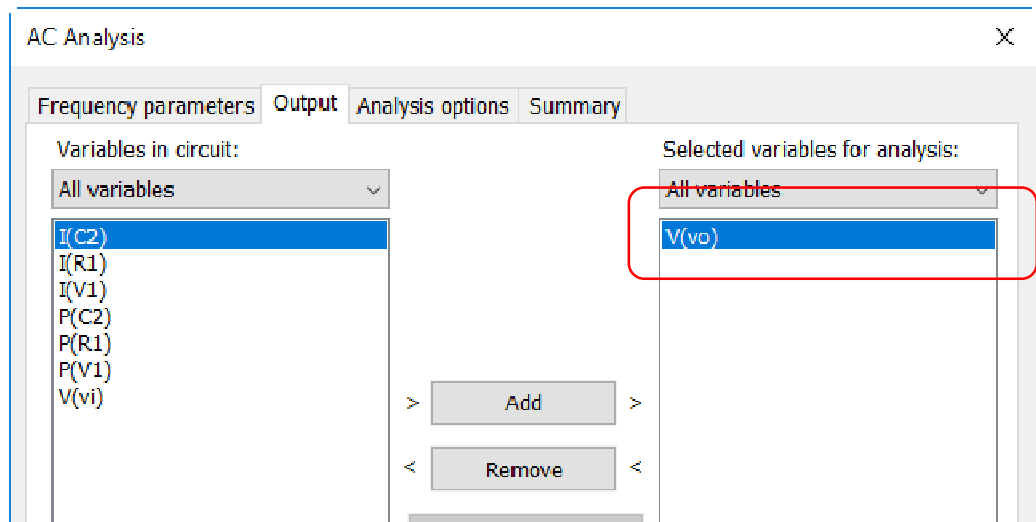 AC Analysis
Frequency parameters Output Analysis options Summary
Variables in circuit:
All variables
I(C2)
I(R1)
I(V1)
P(C2)
P(R1)
P(V1)
V(vi)
> Add >
< Remove <
Selected variables for analysis:
All variables
V(vo)